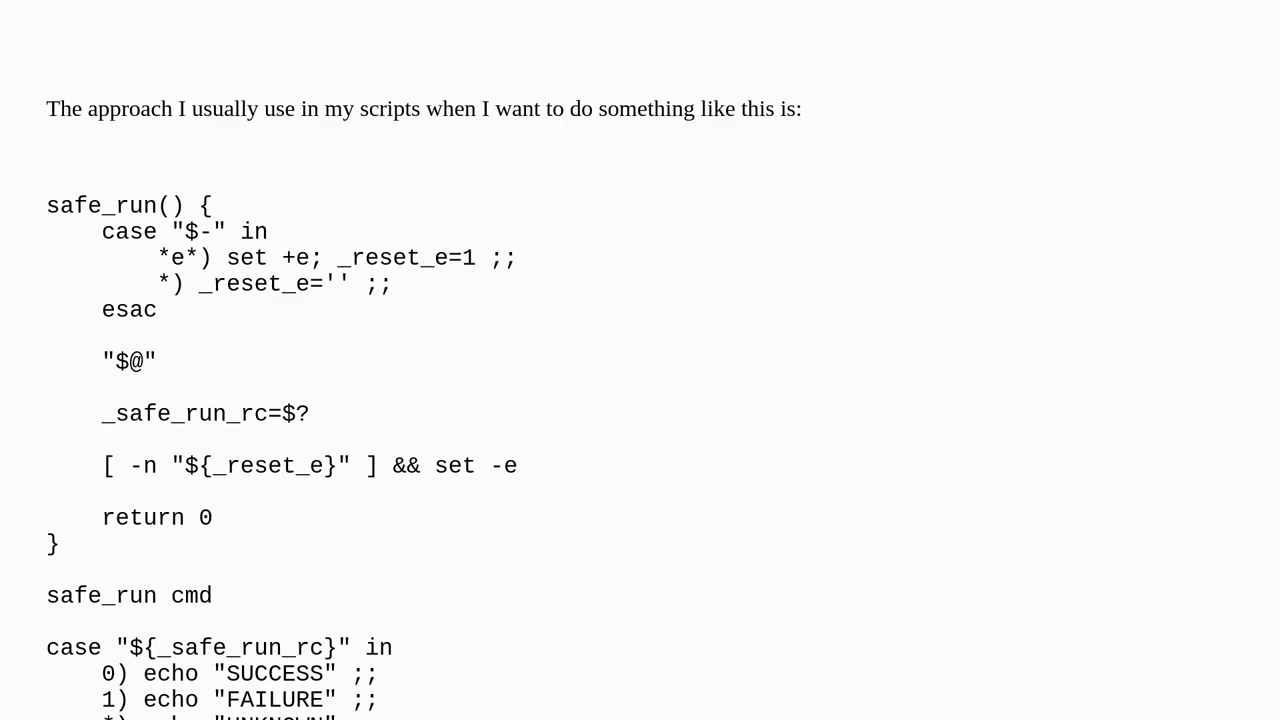 The approach I usually use in my scripts when I want to do something like this is:
safe_run() {
    case "$-" in
        *e*) set +e; _reset_e=1 ;;
        *) _reset_e='' ;;
    esac
    "$@"
    _safe_run_rc=$?
    [ -n "${_reset_e}" ] && set -e
    return 0
}
safe_run cmd
case "${_safe_run_rc}" in
    0) echo "SUCCESS" ;;
    1) echo "FAILURE" ;;
    *) echo "UNKNOWN"